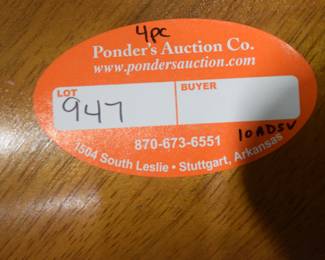 4pc
Ponder's Auction Co.
www.pondersauction.com
LOT
BUYER
947
870-673-6551
10ADSV
1504 South Leslie • Stuttgart, Arkansas